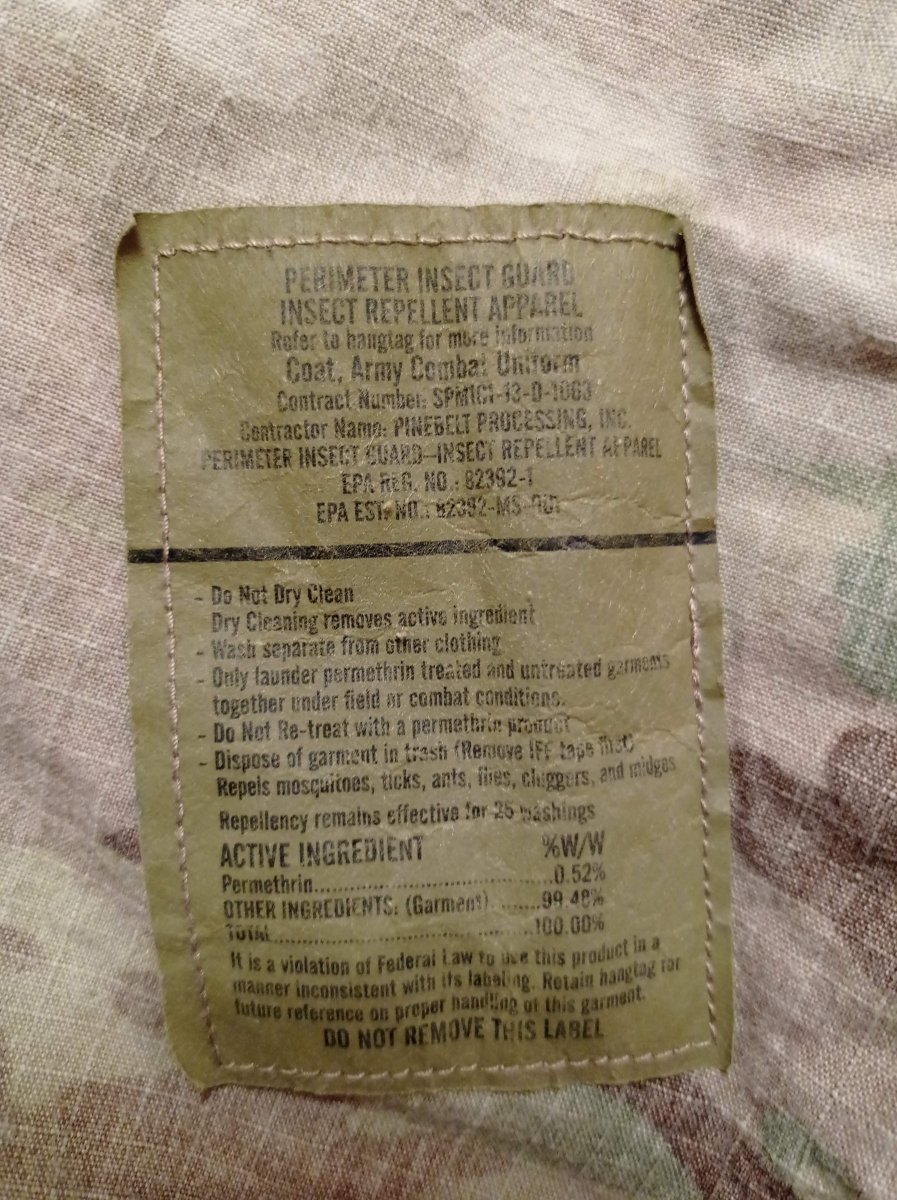 PERIMETER INSECT GUARD
INSECT REPELLENT APPAREL
Refer to hangtag for more information
Coat, Army Combat Uniform
Contract Number: SPM1C1-13-D-1063
Contractor Name: PINEBELT PROCESSING, INC.
PERIMETER INSECT GUARD—INSECT REPELLENT APPAREL
EPA REG. NO.: 82392-1
EPA EST. NO.: 82392-MS-001
- Do Not Dry Clean
Dry Cleaning removes active ingredient
- Wash separate from other clothing
- Only launder permethrin treated and untreated garments
together under field or combat conditions.
- Do Not Re-treat with a permethrin product
- Dispose of garment in trash (Remove IFF tape first)
Repels mosquitoes, ticks, ants, flies, chiggers, and midges
Repellency remains effective for 25 washings
ACTIVE INGREDIENT %W/W
Permethrin..............................0.52%
OTHER INGREDIENTS: (Garment). .......99.48%
TOTAL..............................100.00%
It is a violation of Federal Law to use this product in a
manner inconsistent with its labeling. Retain hangtag for
future reference on proper handling of this garment.
DO NOT REMOVE THIS LABEL